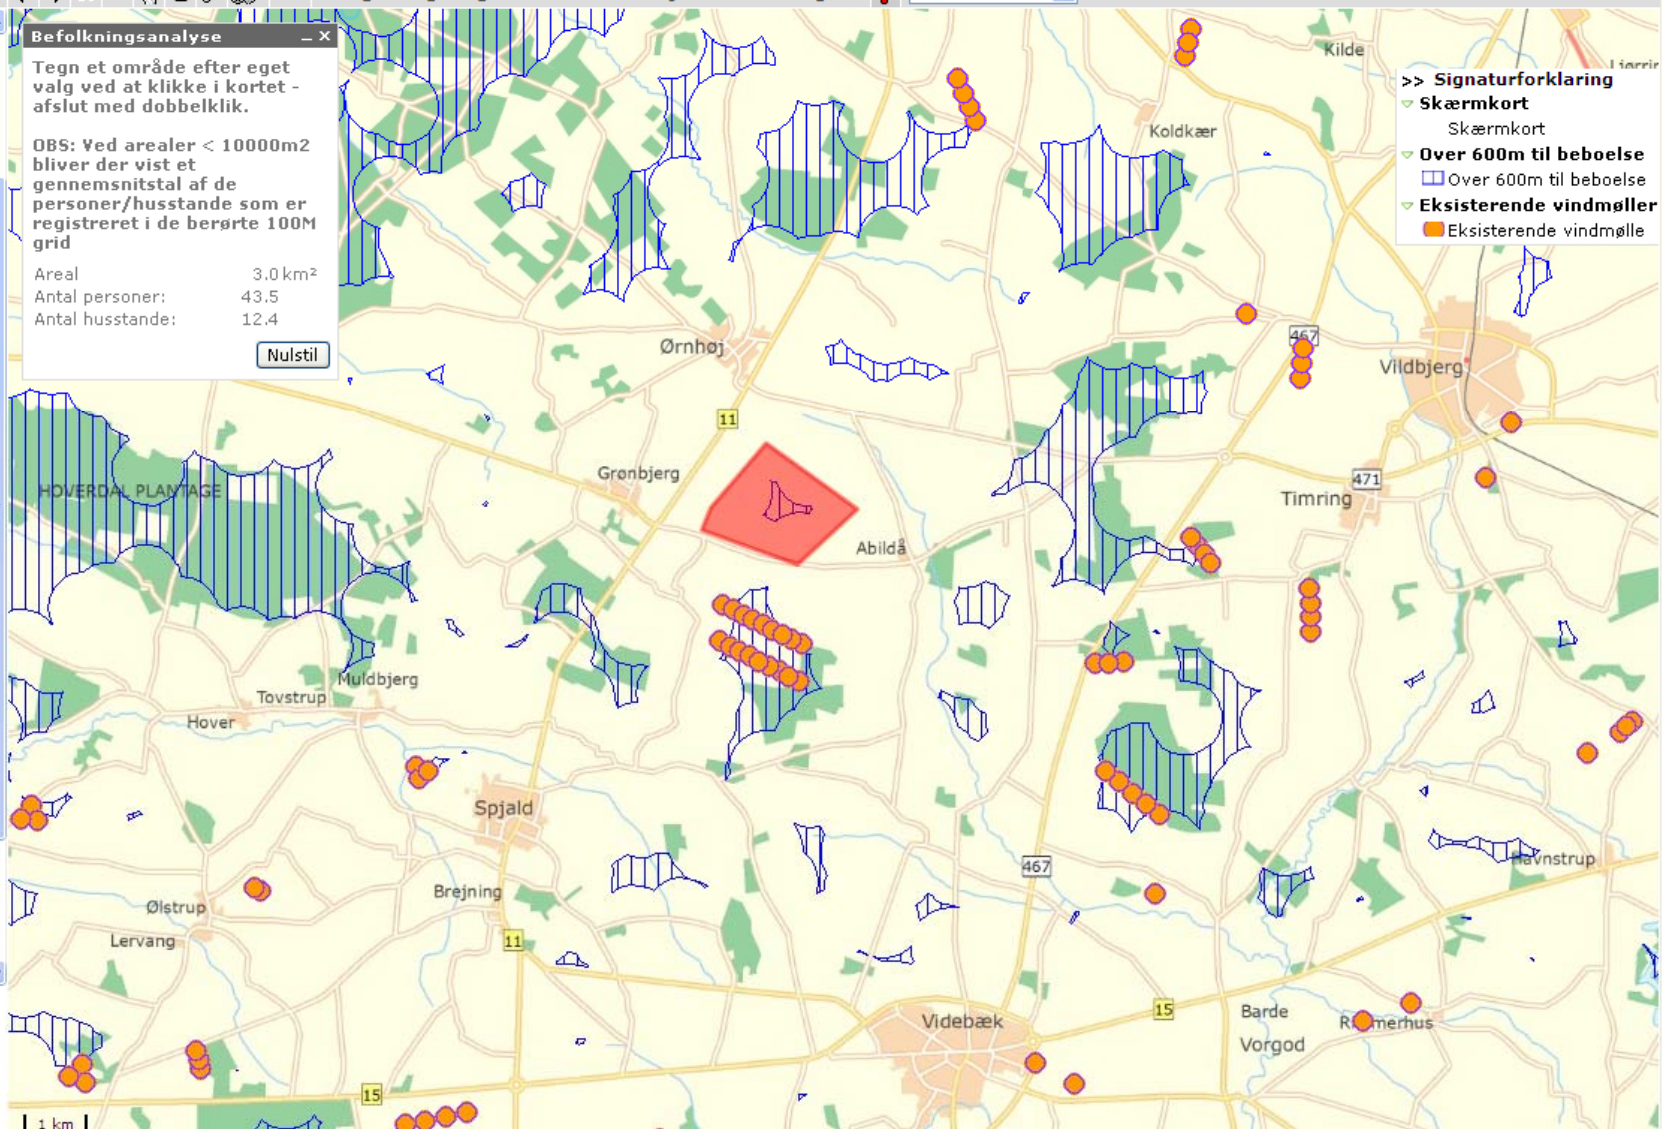 Befolkningsanalyse
Tegn et område efter eget
valg ved at klikke i kortet -
afslut med dobbelklik.
OBS: Ved arealer < 10000m2
bliver der vist et
gennemsnitstal af de
personer/husstande som er
registreret i de berørte 100M
grid
Areal 3.0 km²
Antal personer: 43.5
Antal husstande: 12.4
Nulstil
>> Signaturforklaring
Skærmkort
Skærmkort
Over 600m til beboelse
Over 600m til beboelse
Eksisterende vindmøller
Eksisterende vindmølle
Kilde
Koldkær
467
Ørnhøj
Vildbjerg
11
Grønbjerg
HOVERDAL PLANTAGE
471
Timring
Abildå
Muldbjerg
Tovstrup
Hover
Spjald
467
Brejning
Ølstrup
Lervang
11
15
Videbæk
Barde
Vorgod
15
1 km